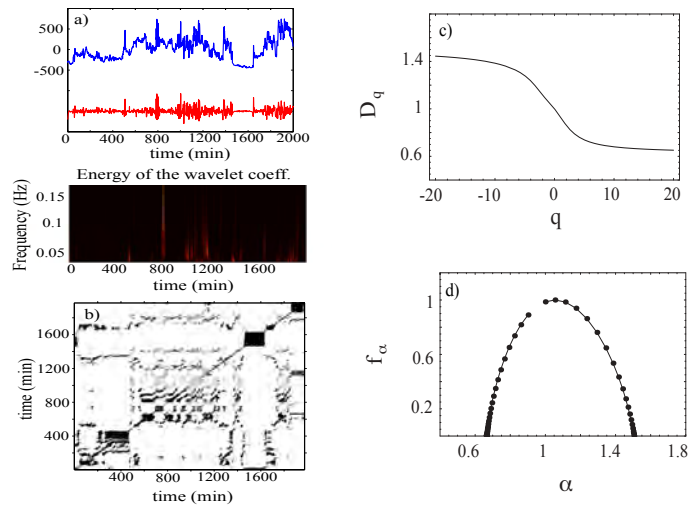 a)
500
0
-500
0 400 800 1200 1600 2000
time (min)
Energy of the wavelet coeff.
Frequency (Hz)
0.1
0.05
0 400 800 1200 1600
time (min)
b)
time (min)
1600
1200
800
400
400 800 1200 1600
time (min)
c)
D_q
1.4
1
0.6
-20 -10 0 10 20
q
d)
f_α
1
0.6
0.2
0.6 1 1.4 1.8
α